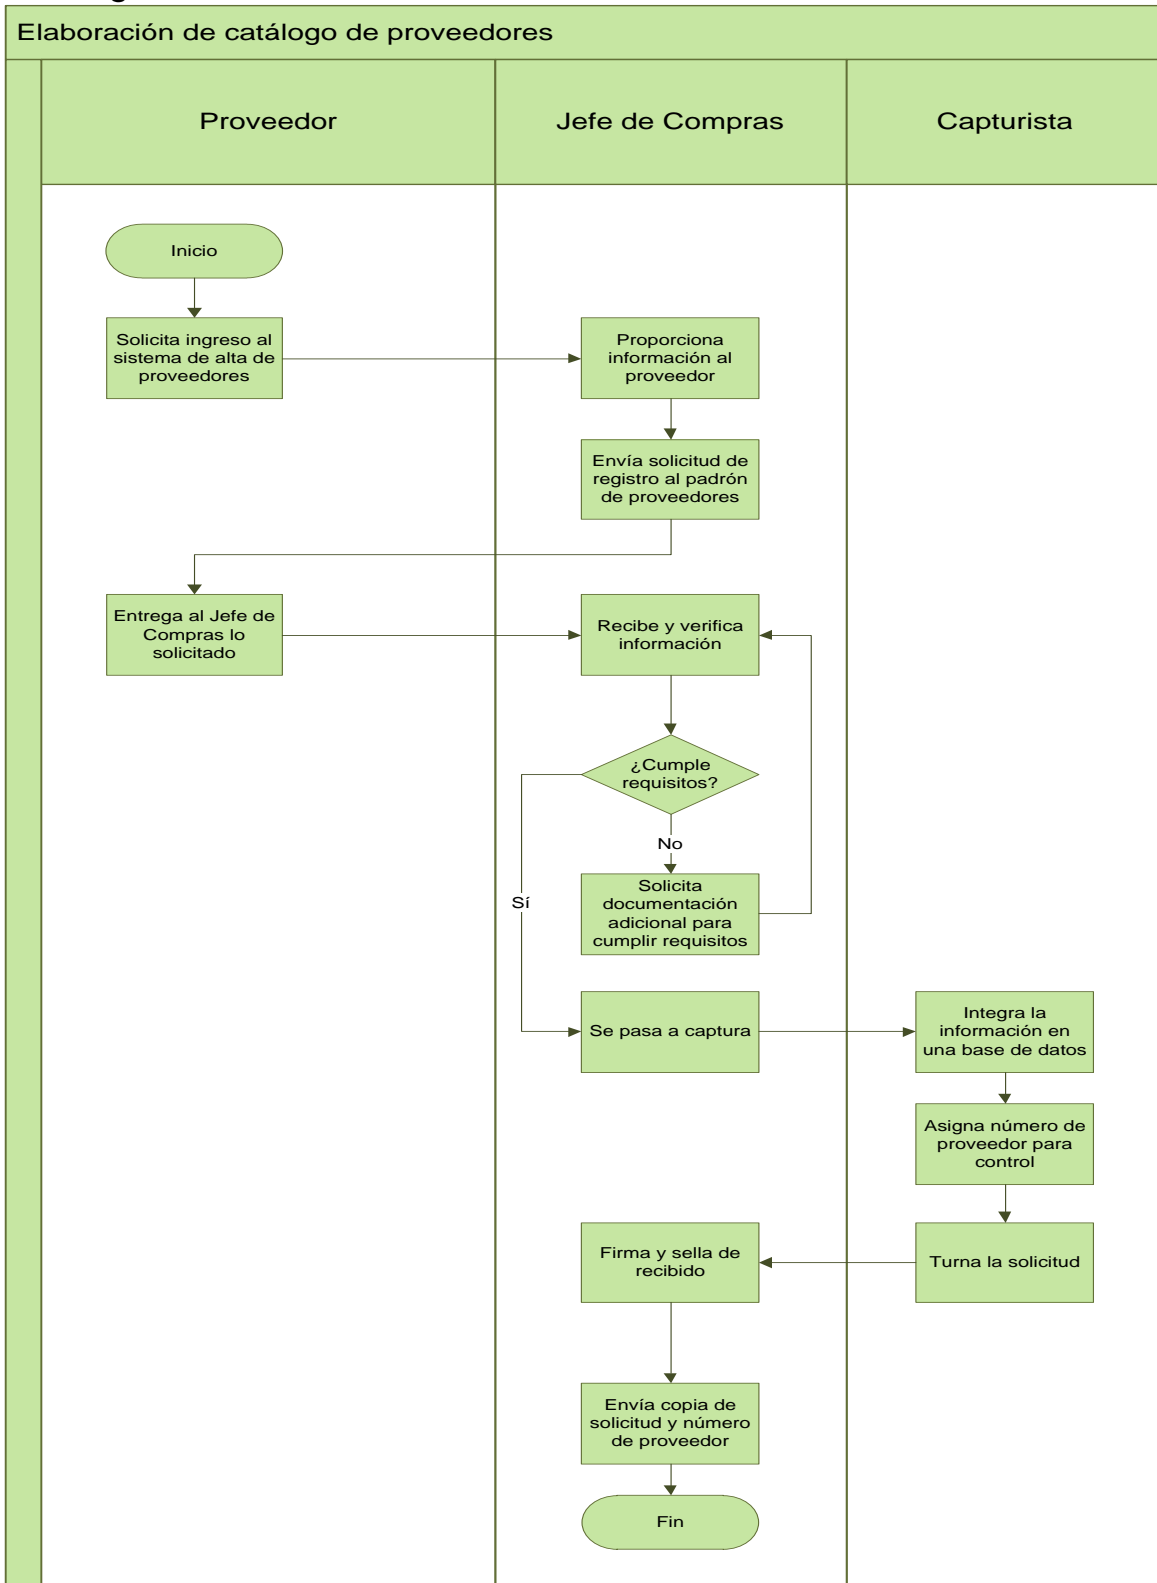 Elaboración de catálogo de proveedores
Proveedor
Jefe de Compras
Capturista
Inicio
Solicita ingreso al
sistema de alta de
proveedores
Proporciona
información al
proveedor
Envía solicitud de
registro al padrón
de proveedores
Entrega al Jefe de
Compras lo
solicitado
Recibe y verifica
información
¿Cumple
requisitos?
No
Sí
Solicita
documentación
adicional para
cumplir requisitos
Se pasa a captura
Integra la
información en
una base de datos
Asigna número de
proveedor para
control
Turna la solicitud
Firma y sella de
recibido
Envía copia de
solicitud y número
de proveedor
Fin